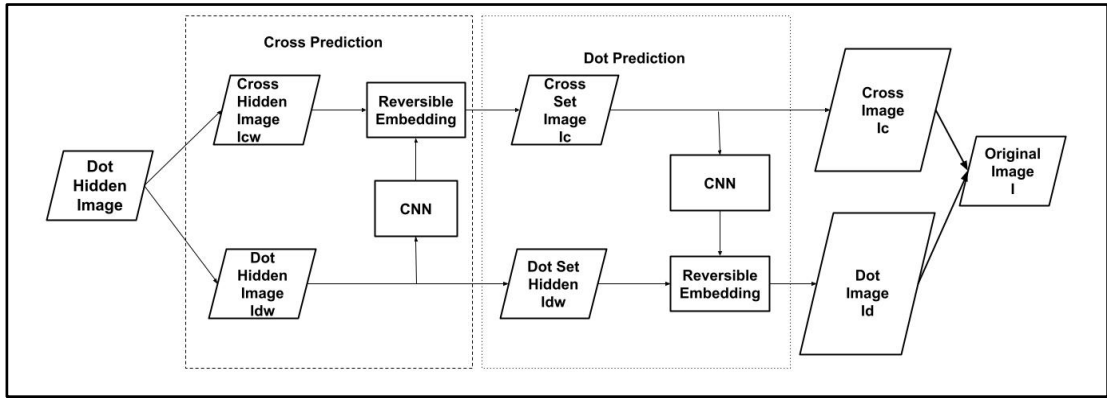 Cross Prediction
Dot Prediction
Dot
Hidden
Image
Cross
Hidden
Image
Icw
Reversible
Embedding
CNN
Dot
Hidden
Image
Idw
Cross
Set
Image
Ic
CNN
Dot Set
Hidden
Idw
Reversible
Embedding
Cross
Image
Ic
Dot
Image
Id
Original
Image
I